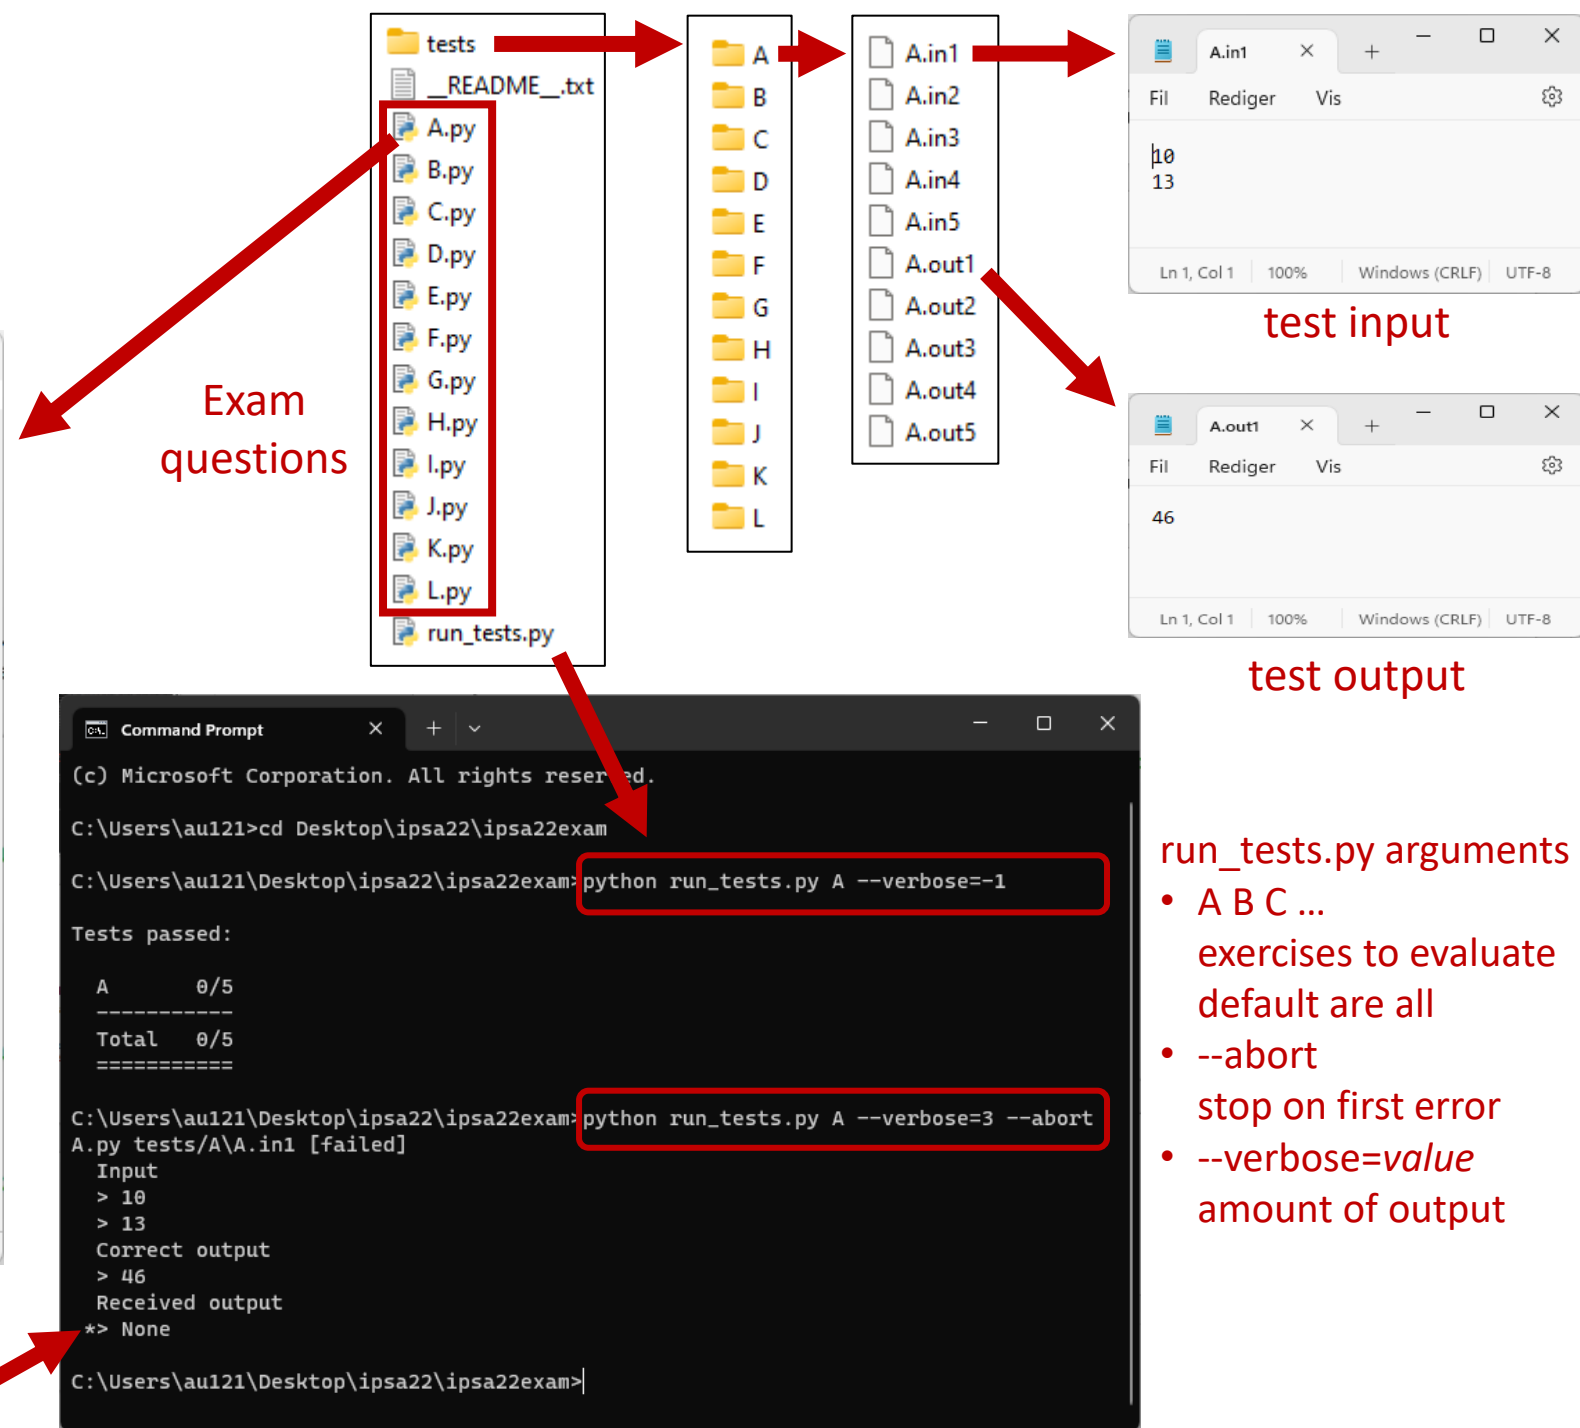 tests
__README__.txt
A.py
B.py
C.py
D.py
E.py
F.py
G.py
H.py
I.py
J.py
K.py
L.py
run_tests.py
Exam
questions
A
B
C
D
E
F
G
H
I
J
K
L
A.in1
A.in2
A.in3
A.in4
A.in5
A.out1
A.out2
A.out3
A.out4
A.out5
A.in1
Fil Rediger Vis
10
13
Ln 1, Col 1 100% Windows (CRLF) UTF-8
test input
A.out1
Fil Rediger Vis
46
Ln 1, Col 1 100% Windows (CRLF) UTF-8
test output
Command Prompt
(c) Microsoft Corporation. All rights reserved.
C:\Users\au121>cd Desktop\ipsa22\ipsa22exam
C:\Users\au121\Desktop\ipsa22\ipsa22exam>python run_tests.py A --verbose=-1
Tests passed:
A 0/5
-----------
Total 0/5
===========
C:\Users\au121\Desktop\ipsa22\ipsa22exam>python run_tests.py A --verbose=3 --abort
A.py tests/A\A.in1 [failed]
Input
> 10
> 13
Correct output
> 46
Received output
*> None
C:\Users\au121\Desktop\ipsa22\ipsa22exam>
run_tests.py arguments
• A B C …
exercises to evaluate
default are all
• --abort
stop on first error
• --verbose=value
amount of output